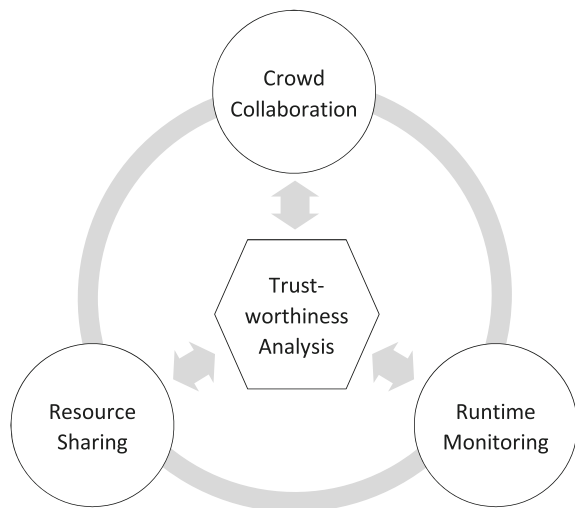 Crowd
Collaboration
Trust-
worthiness
Analysis
Resource
Sharing
Runtime
Monitoring